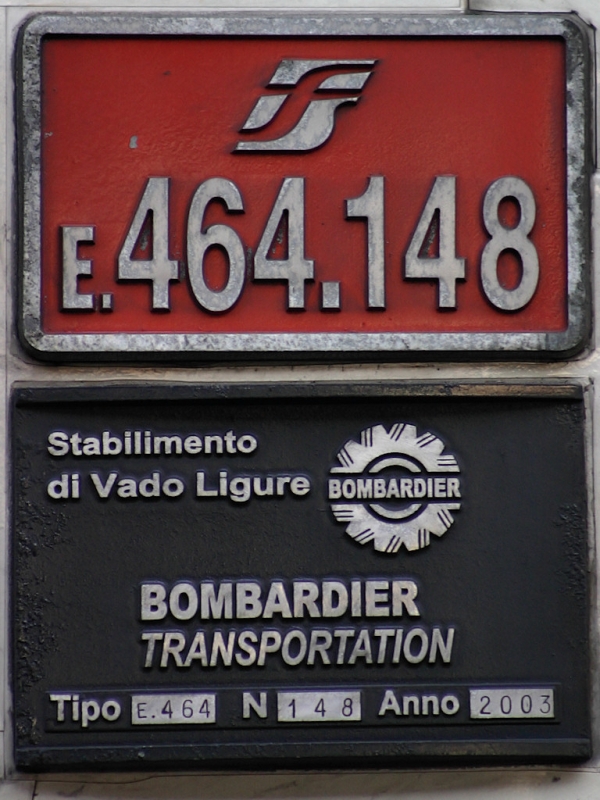 E.464.148
Stabilimento
di Vado Ligure
BOMBARDIER
BOMBARDIER
TRANSPORTATION
Tipo E.464 N 148 Anno 2003